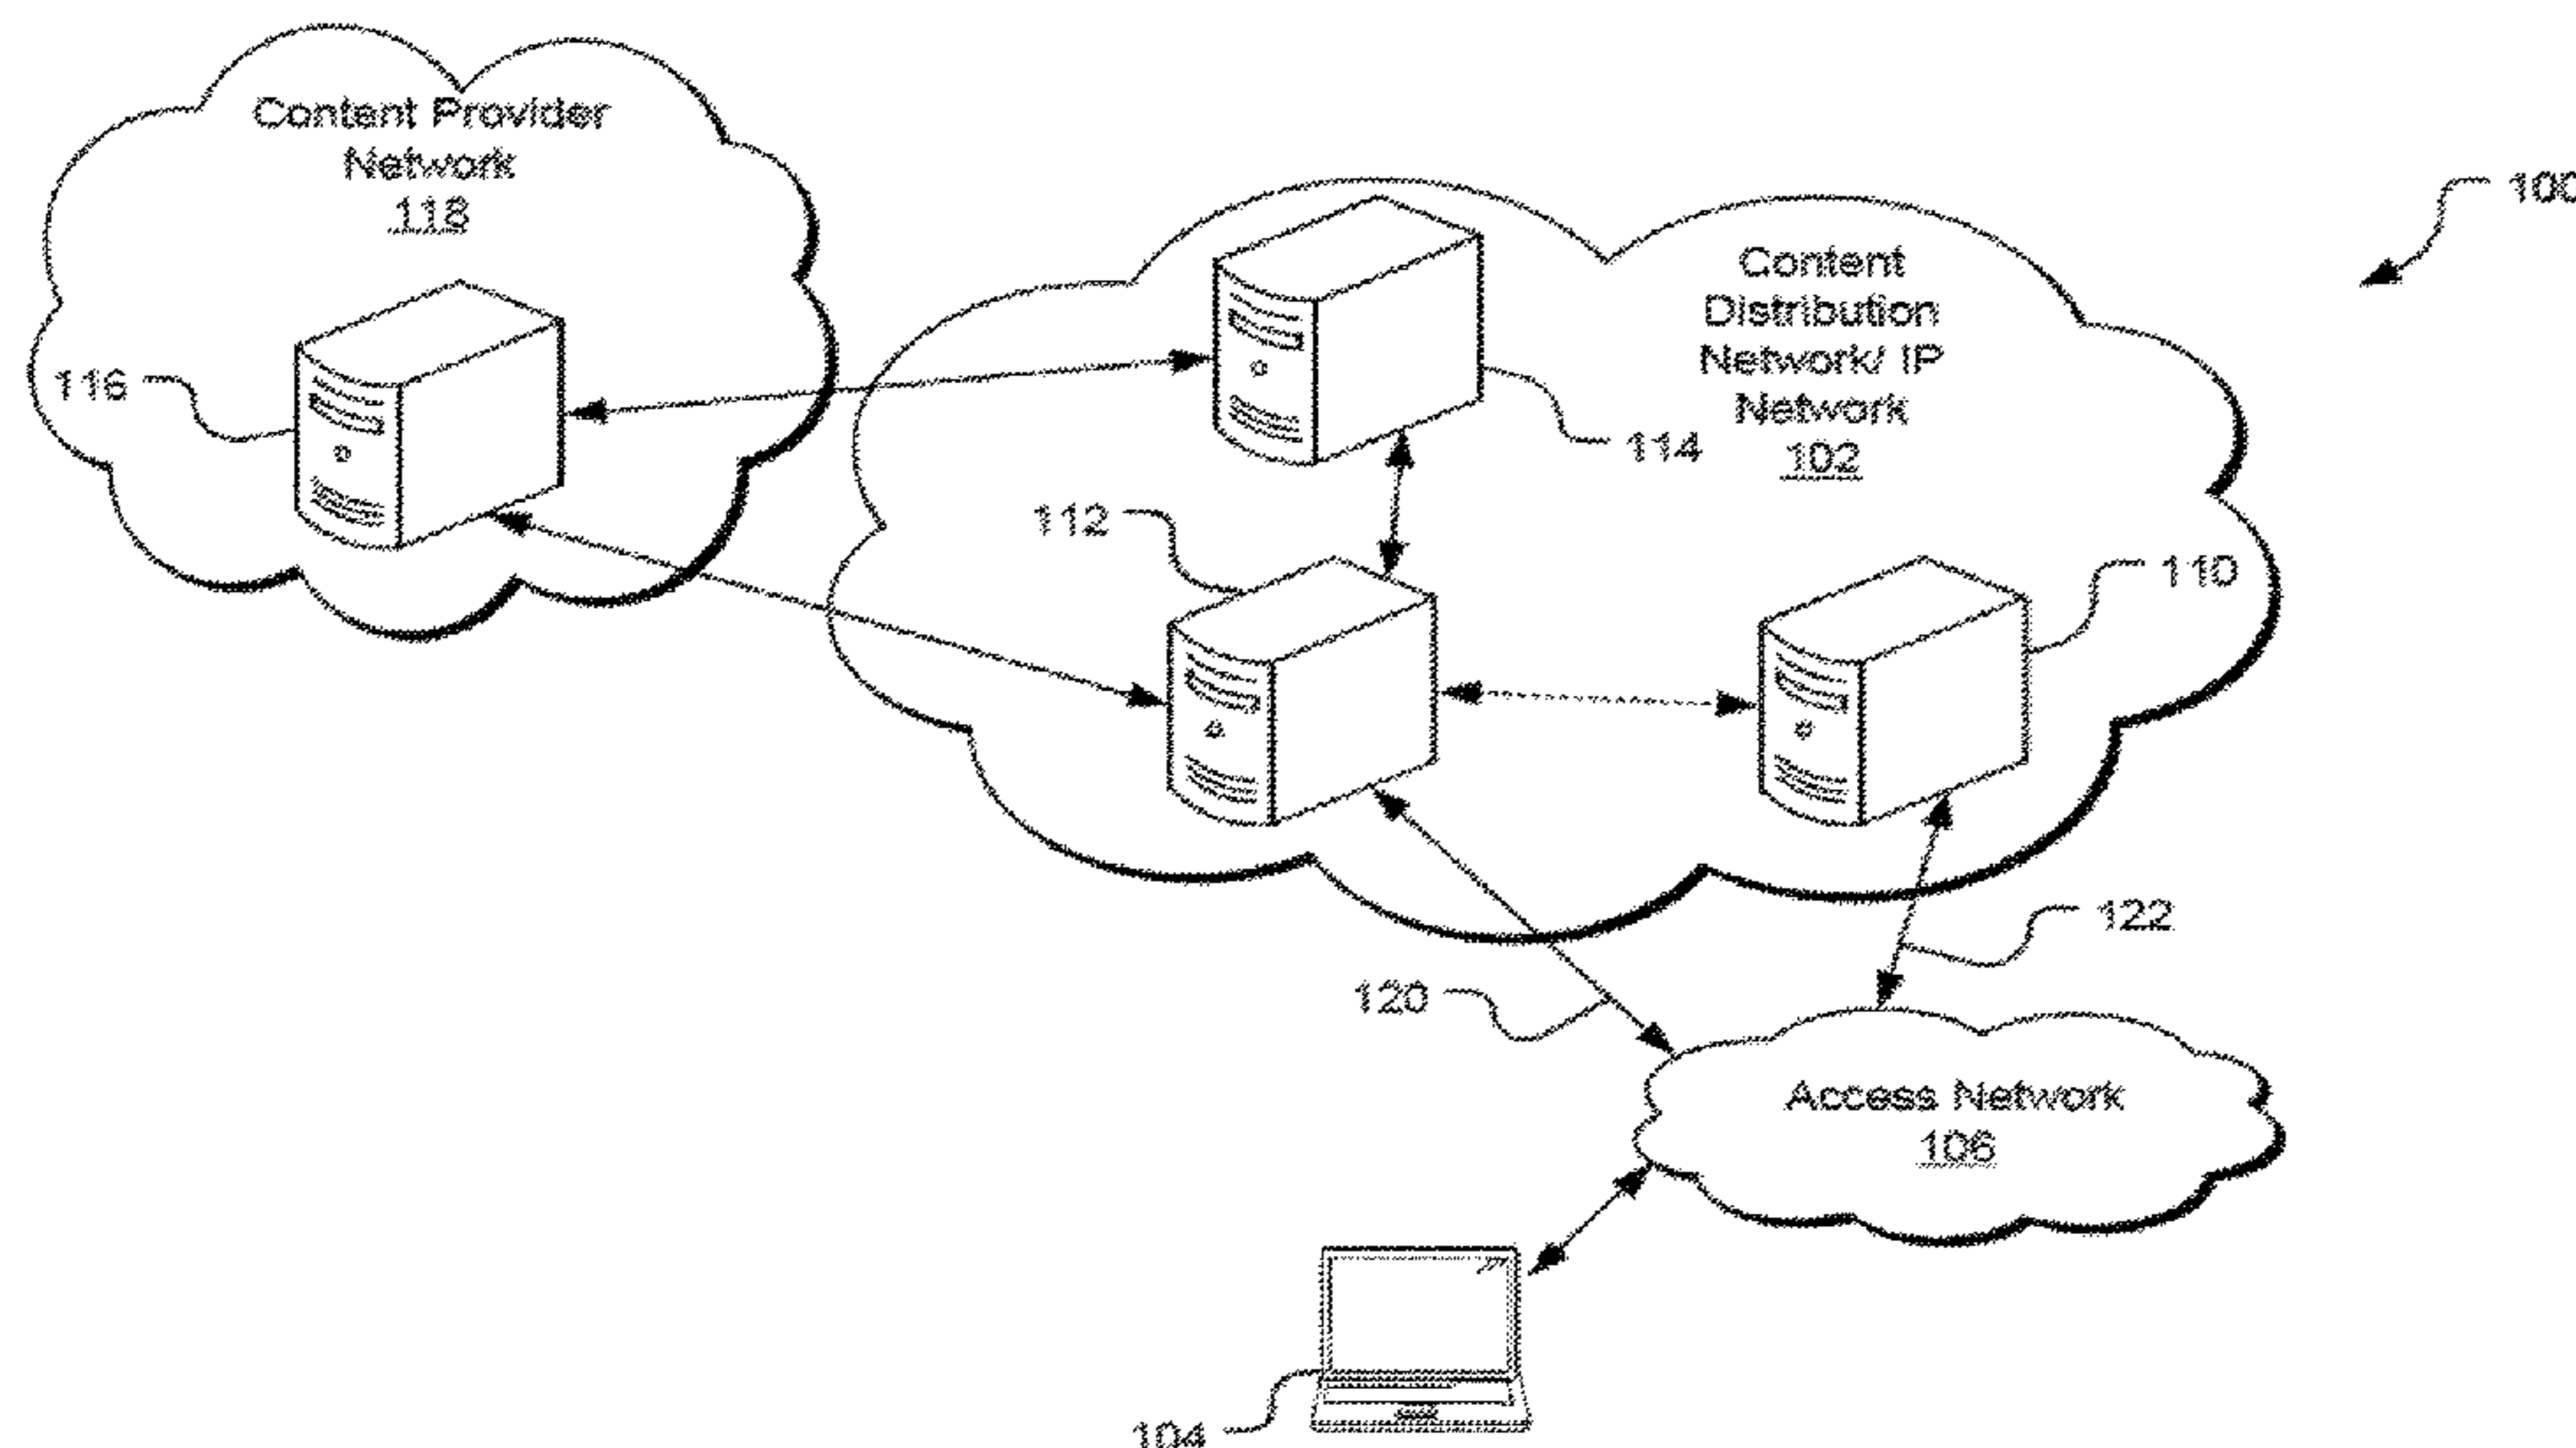 Content Provider
Network
118
100
Content
Distribution
Network/ IP
Network
102
116
114
112
110
122
120
Access Network
106
104